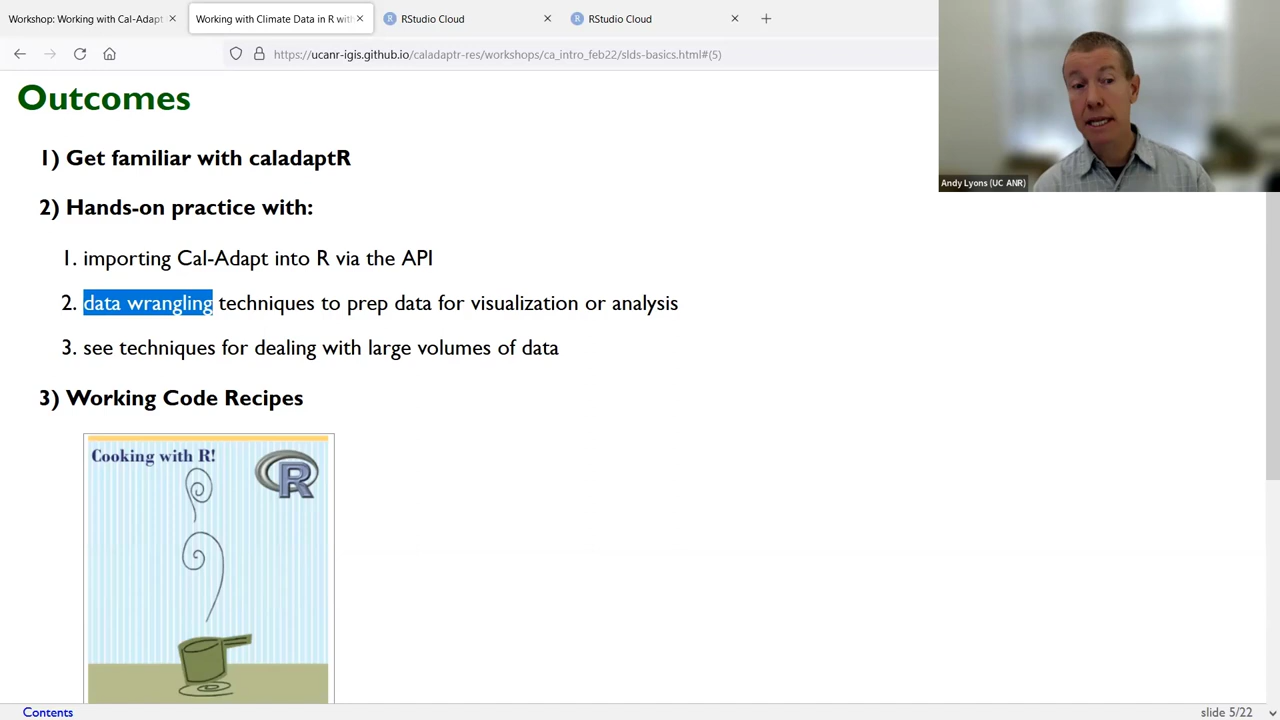 Workshop: Working with Cal-Adapt
Working with Climate Data in R with
RStudio Cloud
RStudio Cloud
https://ucanr-igis.github.io/caladaptr-res/workshops/ca_intro_feb22/slds-basics.html#(5)
Outcomes
1) Get familiar with caladaptR
2) Hands-on practice with:
1. importing Cal-Adapt into R via the API
2. data wrangling techniques to prep data for visualization or analysis
3. see techniques for dealing with large volumes of data
3) Working Code Recipes
Cooking with R!
R
Andy Lyons (UC ANR)
Contents
slide 5/22